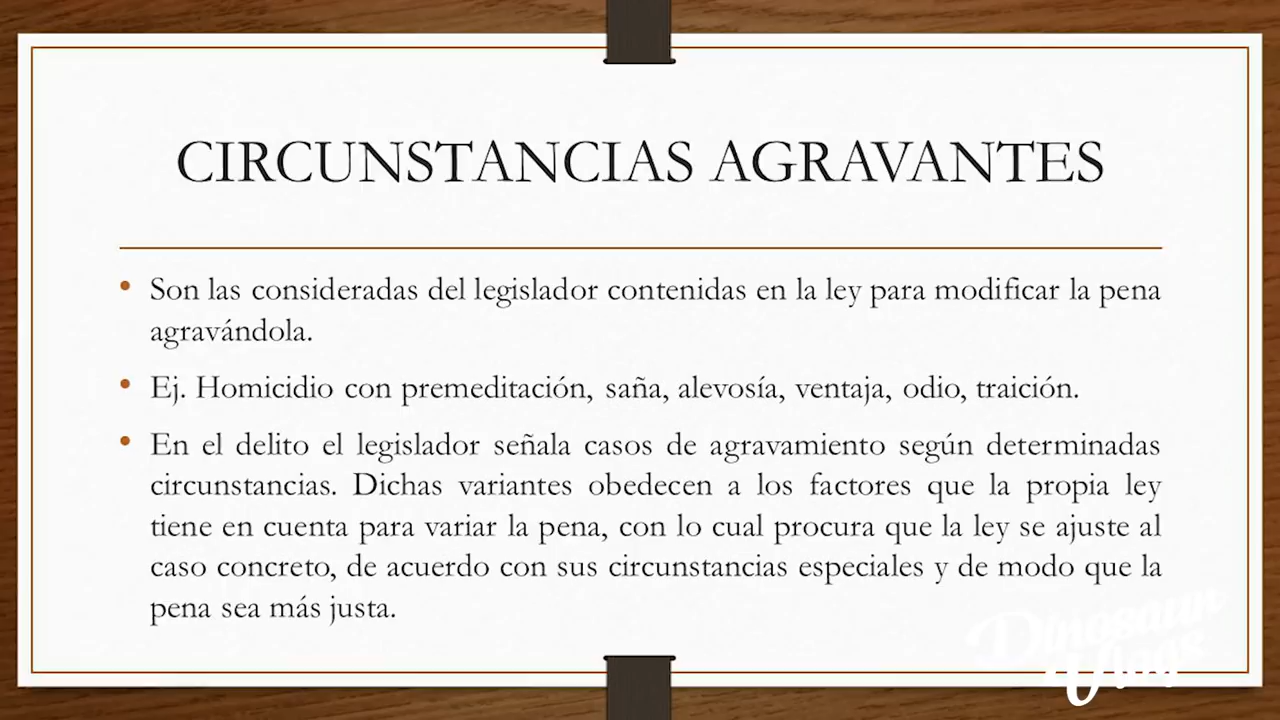 CIRCUNSTANCIAS AGRAVANTES
• Son las consideradas del legislador contenidas en la ley para modificar la pena
agravándola.
• Ej. Homicidio con premeditación, saña, alevosía, ventaja, odio, traición.
• En el delito el legislador señala casos de agravamiento según determinadas
circunstancias. Dichas variantes obedecen a los factores que la propia ley
tiene en cuenta para variar la pena, con lo cual procura que la ley se ajuste al
caso concreto, de acuerdo con sus circunstancias especiales y de modo que la
pena sea más justa.